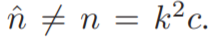 n̂ ≠ n = k²c.